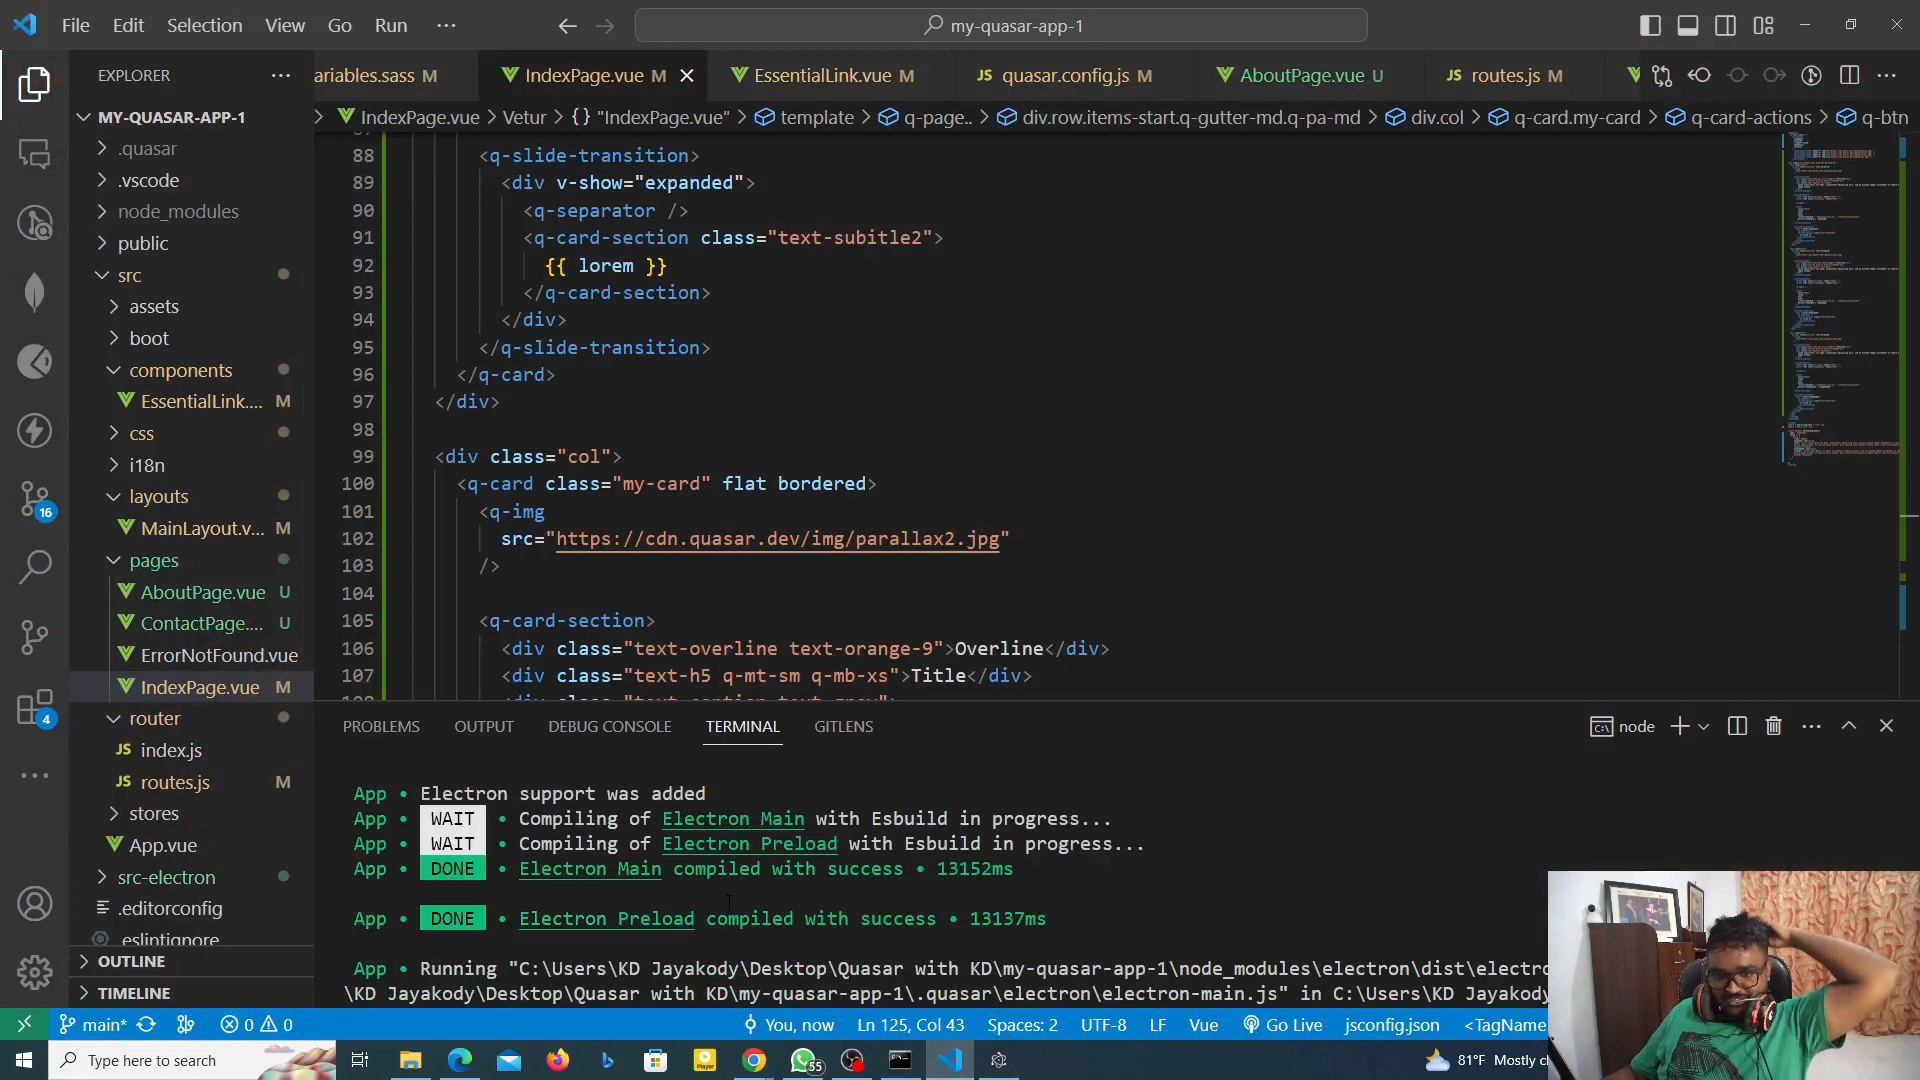 File Edit Selection View Go Run ···
my-quasar-app-1
EXPLORER ···
ariables.sass M
IndexPage.vue M
EssentialLink.vue M
JS quasar.config.js M
AboutPage.vue U
JS routes.js M
IndexPage.vue > Vetur > {} "IndexPage.vue" > template > q-page.. > div.row.items-start.q-gutter-md.q-pa-md > div.col > q-card.my-card > q-card-actions > q-btn
MY-QUASAR-APP-1
.quasar
.vscode
node_modules
public
src
assets
boot
components
EssentialLink.... M
css
i18n
layouts
MainLayout.v... M
pages
AboutPage.vue U
ContactPage.... U
ErrorNotFound.vue
IndexPage.vue M
router
JS index.js
JS routes.js M
stores
App.vue
src-electron
.editorconfig
.eslintignore
OUTLINE
TIMELINE
16
4
88 <q-slide-transition>
89 <div v-show="expanded">
90 <q-separator />
91 <q-card-section class="text-subitle2">
92 {{ lorem }}
93 </q-card-section>
94 </div>
95 </q-slide-transition>
96 </q-card>
97 </div>
98
99 <div class="col">
100 <q-card class="my-card" flat bordered>
101 <q-img
102 src="https://cdn.quasar.dev/img/parallax2.jpg"
103 />
104
105 <q-card-section>
106 <div class="text-overline text-orange-9">Overline</div>
107 <div class="text-h5 q-mt-sm q-mb-xs">Title</div>
PROBLEMS OUTPUT DEBUG CONSOLE TERMINAL GITLENS
node
App • Electron support was added
App • WAIT • Compiling of Electron Main with Esbuild in progress...
App • WAIT • Compiling of Electron Preload with Esbuild in progress...
App • DONE • Electron Main compiled with success • 13152ms
App • DONE • Electron Preload compiled with success • 13137ms
App • Running "C:\Users\KD Jayakody\Desktop\Quasar with KD\my-quasar-app-1\node_modules\electron\dist\electro
\KD Jayakody\Desktop\Quasar with KD\my-quasar-app-1\.quasar\electron\electron-main.js" in C:\Users\KD Jayakody
main* 0 0 You, now Ln 125, Col 43 Spaces: 2 UTF-8 LF Vue Go Live jsconfig.json <TagName
Type here to search
Player
55
81°F Mostly c